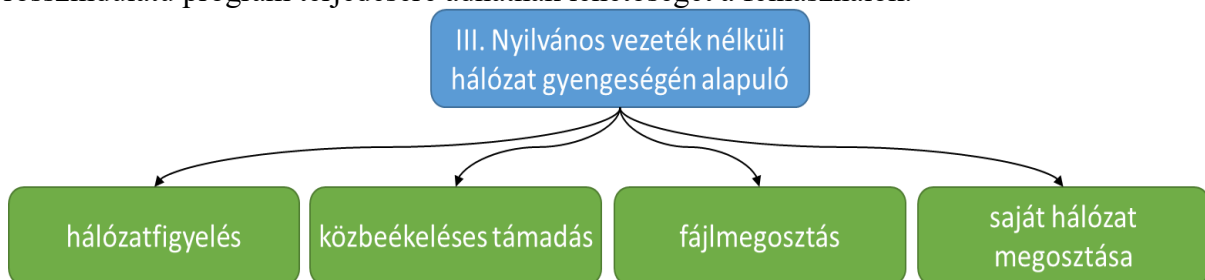 III. Nyilvános vezeték nélküli
hálózat gyengeségén alapuló
hálózatfigyelés
közbeékeléses támadás
fájlmegosztás
saját hálózat
megosztása